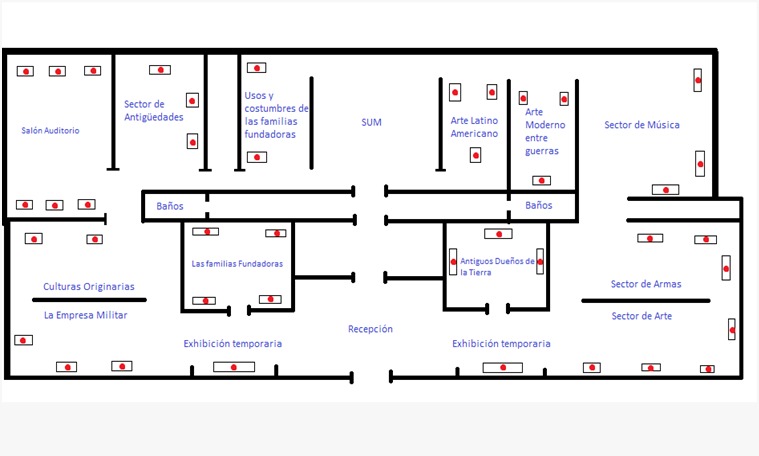 Salón Auditorio
Sector de
Antigüedades
Usos y
costumbres de
las familias
fundadoras
SUM
Arte Latino
Americano
Arte
Moderno
entre
guerras
Sector de Música
Baños
Baños
Culturas Originarias
La Empresa Militar
Las familias Fundadoras
Antiguos Dueños de
la Tierra
Sector de Armas
Sector de Arte
Recepción
Exhibición temporaria
Exhibición temporaria